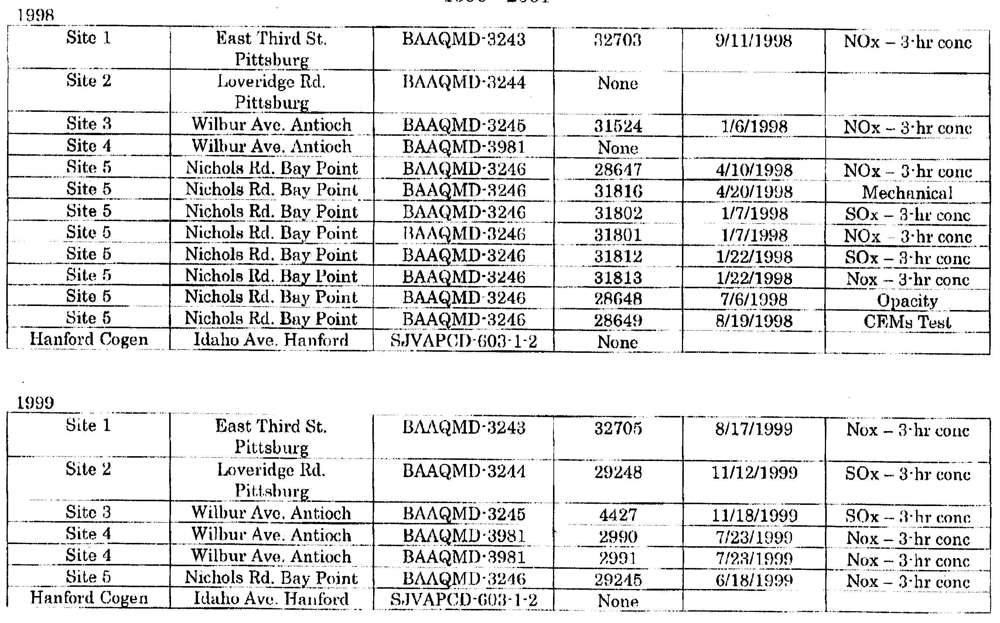 1998
Site 1 East Third St. BAAQMD-3243 32703 9/11/1998 NOx – 3-hr conc
Pittsburg
Site 2 Loveridge Rd. BAAQMD-3244 None
Pittsburg
Site 3 Wilbur Ave. Antioch BAAQMD-3245 31524 1/6/1998 NOx – 3-hr conc
Site 4 Wilbur Ave. Antioch BAAQMD-3981 None
Site 5 Nichols Rd. Bay Point BAAQMD-3246 28647 4/10/1998 NOx – 3-hr conc
Site 5 Nichols Rd. Bay Point BAAQMD-3246 31816 4/20/1998 Mechanical
Site 5 Nichols Rd. Bay Point BAAQMD-3246 31802 1/7/1998 SOx – 3-hr conc
Site 5 Nichols Rd. Bay Point BAAQMD-3246 31801 1/7/1998 NOx – 3-hr conc
Site 5 Nichols Rd. Bay Point BAAQMD-3246 31812 1/22/1998 SOx – 3-hr conc
Site 5 Nichols Rd. Bay Point BAAQMD-3246 31813 1/22/1998 Nox – 3-hr conc
Site 5 Nichols Rd. Bay Point BAAQMD-3246 28648 7/6/1998 Opacity
Site 5 Nichols Rd. Bay Point BAAQMD-3246 28649 8/19/1998 CEMs Test
Hanford Cogen Idaho Ave. Hanford SJVAPCD-603-1-2 None
1999
Site 1 East Third St. BAAQMD-3243 32705 8/17/1999 Nox – 3-hr conc
Pittsburg
Site 2 Loveridge Rd. BAAQMD-3244 29248 11/12/1999 SOx – 3-hr conc
Pittsburg
Site 3 Wilbur Ave. Antioch BAAQMD-3245 4427 11/18/1999 SOx – 3-hr conc
Site 4 Wilbur Ave. Antioch BAAQMD-3981 2990 7/23/1999 Nox – 3-hr conc
Site 4 Wilbur Ave. Antioch BAAQMD-3981 2991 7/23/1999 Nox – 3-hr conc
Site 5 Nichols Rd. Bay Point BAAQMD-3246 29245 6/18/1999 Nox – 3-hr conc
Hanford Cogen Idaho Ave. Hanford SJVAPCD-603-1-2 None